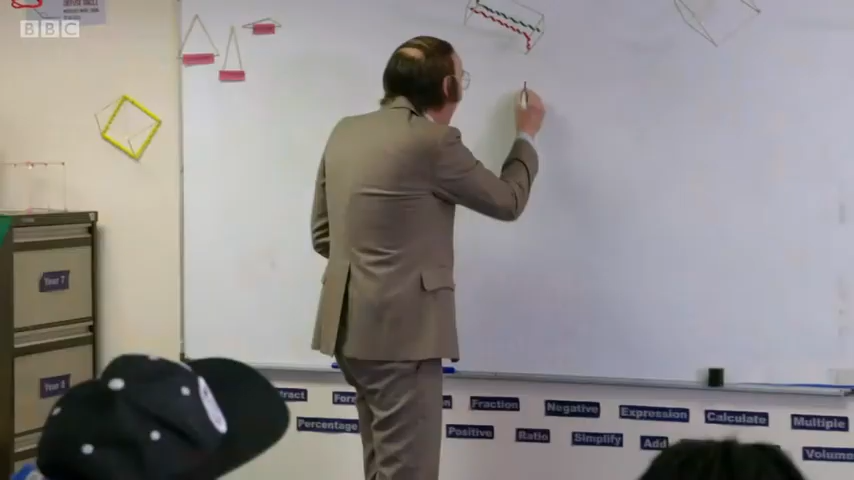 BBC
Year 7
Year 8
Fraction
Negative
Expression
Calculate
Multiple
Percentage
Positive
Ratio
Simplify
Add
Volume